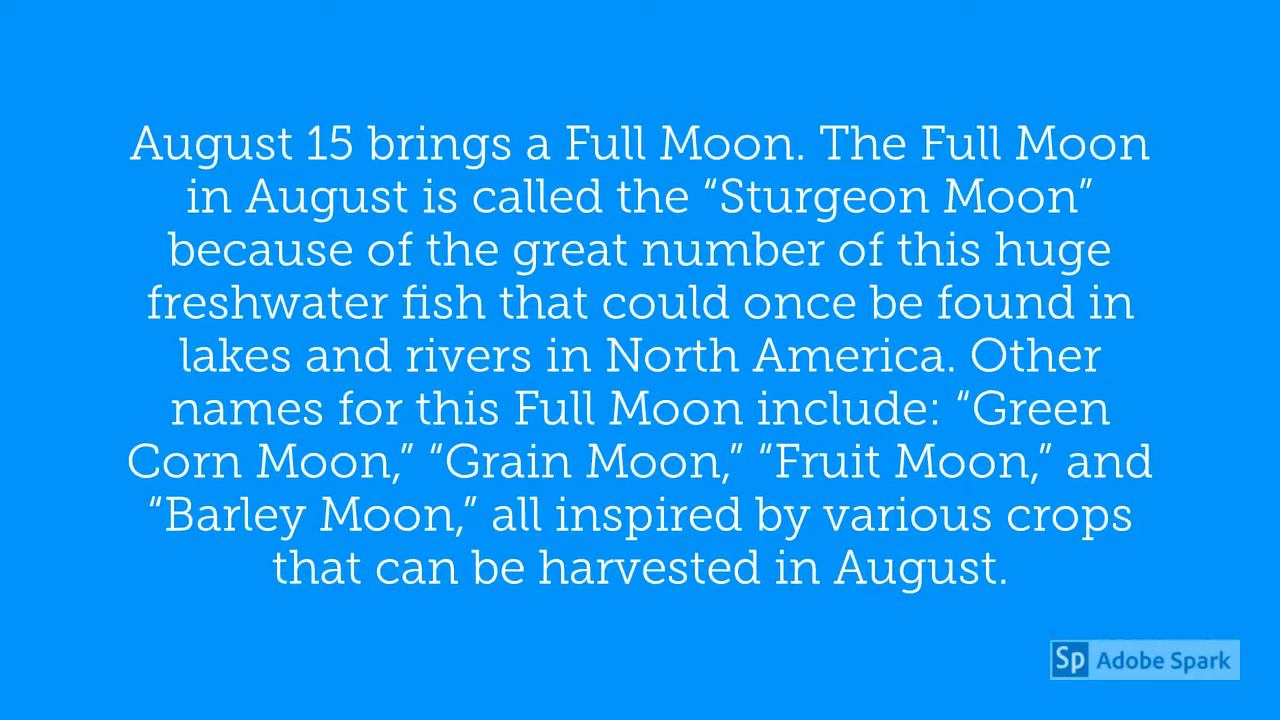 August 15 brings a Full Moon. The Full Moon
in August is called the “Sturgeon Moon”
because of the great number of this huge
freshwater fish that could once be found in
lakes and rivers in North America. Other
names for this Full Moon include: “Green
Corn Moon,” “Grain Moon,” “Fruit Moon,” and
“Barley Moon,” all inspired by various crops
that can be harvested in August.
Sp Adobe Spark